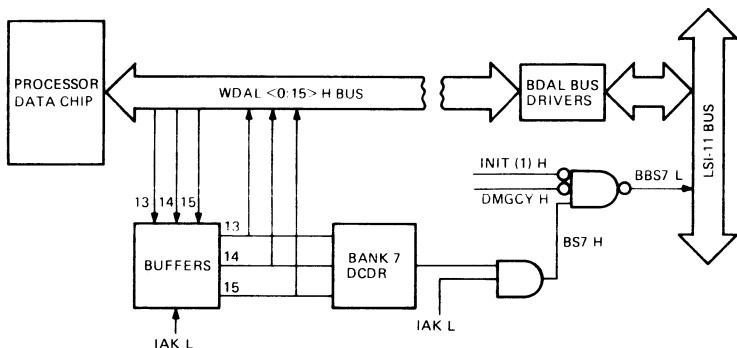 PROCESSOR
DATA CHIP
WDAL <0:15> H BUS
BDAL BUS
DRIVERS
LSI-11 BUS
INIT (1) H
DMGCY H
BBS7 L
13 14 15
13
14
15
BUFFERS
BANK 7
DCDR
BS7 H
IAK L
IAK L